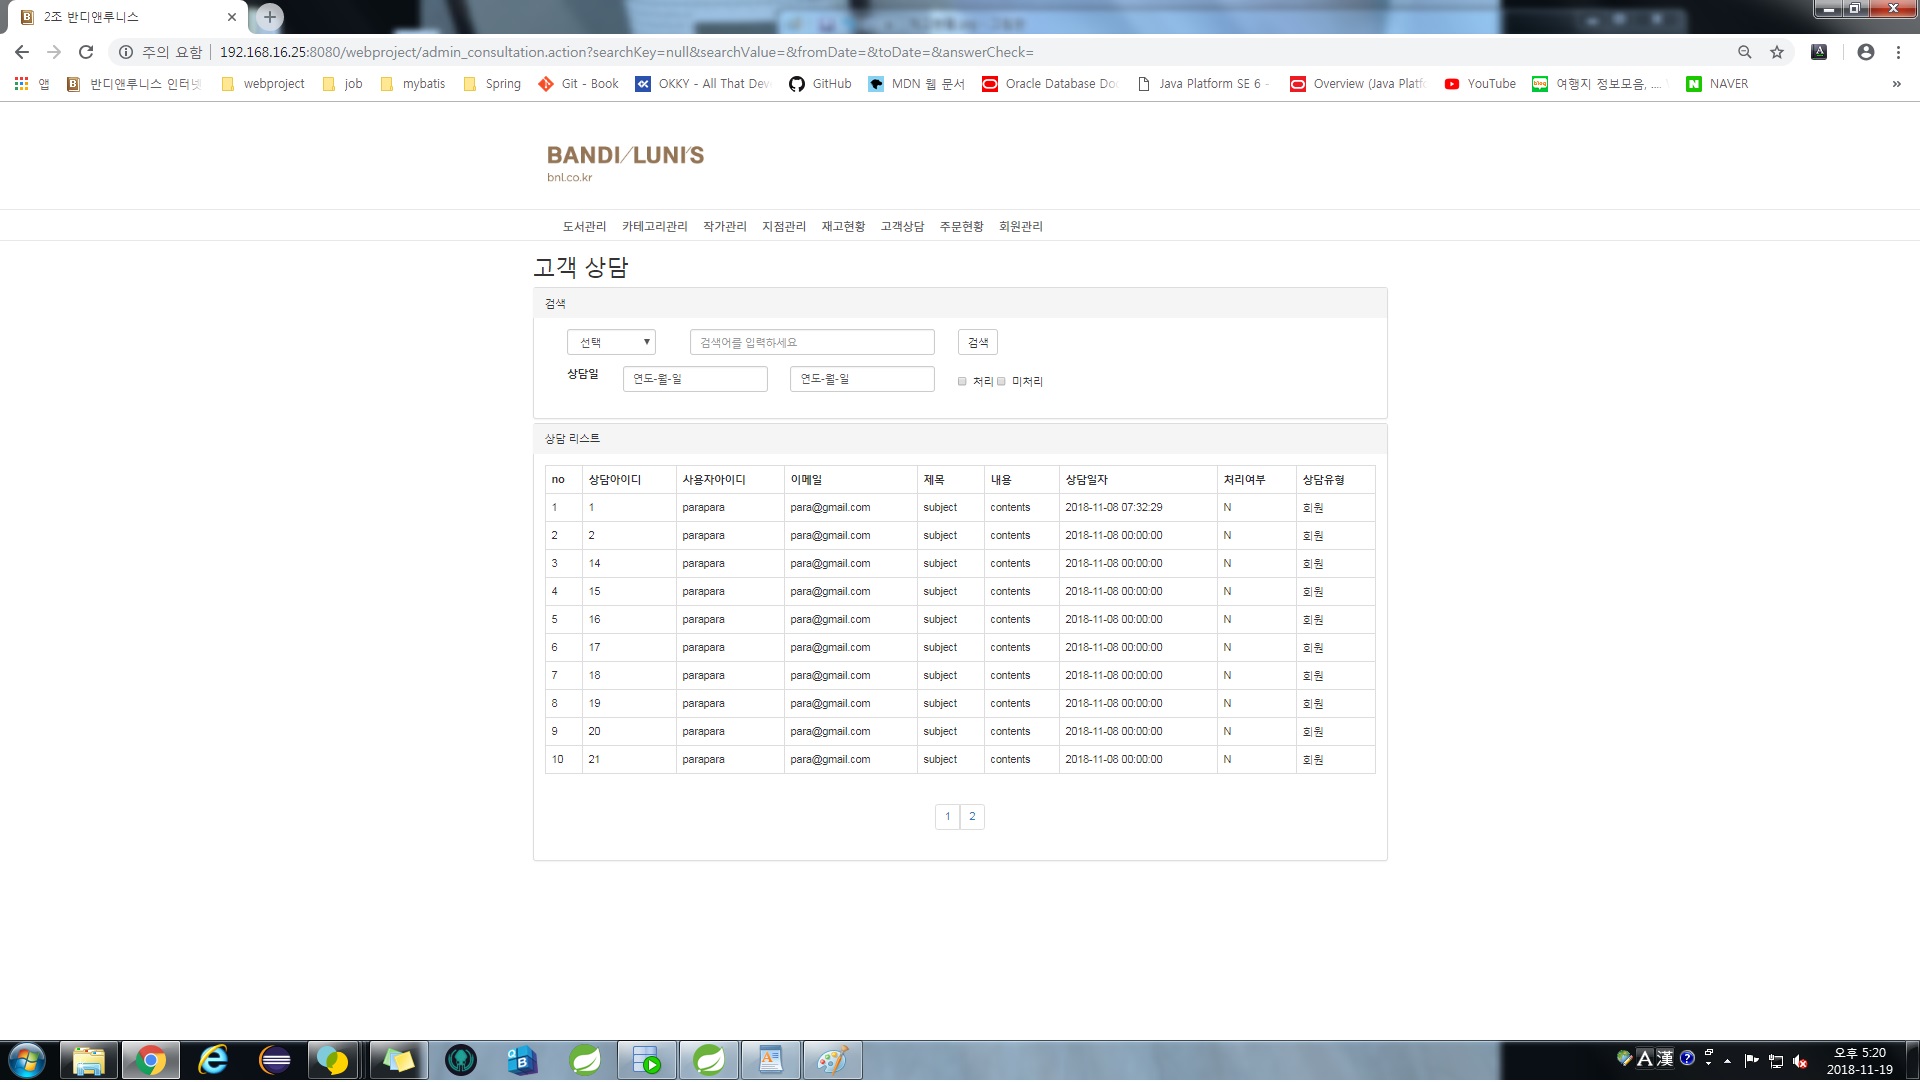 2조 반디앤루니스
주의 요함 192.168.16.25:8080/webproject/admin_consultation.action?searchKey=null&searchValue=&fromDate=&toDate=&answerCheck=
앱 반디앤루니스 인터넷 webproject job mybatis Spring Git - Book OKKY - All That Dev GitHub MDN 웹 문서 Oracle Database Do Java Platform SE 6 - Overview (Java Platf YouTube 여행지 정보모음, .... NAVER
BANDI/LUNI'S
bnl.co.kr
도서관리 카테고리관리 작가관리 지점관리 재고현황 고객상담 주문현황 회원관리
고객 상담
검색
선택 검색어를 입력하세요 검색
상담일 연도-월-일 연도-월-일 처리 미처리
상담 리스트
no 상담아이디 사용자아이디 이메일 제목 내용 상담일자 처리여부 상담유형
1 1 parapara para@gmail.com subject contents 2018-11-08 07:32:29 N 회원
2 2 parapara para@gmail.com subject contents 2018-11-08 00:00:00 N 회원
3 14 parapara para@gmail.com subject contents 2018-11-08 00:00:00 N 회원
4 15 parapara para@gmail.com subject contents 2018-11-08 00:00:00 N 회원
5 16 parapara para@gmail.com subject contents 2018-11-08 00:00:00 N 회원
6 17 parapara para@gmail.com subject contents 2018-11-08 00:00:00 N 회원
7 18 parapara para@gmail.com subject contents 2018-11-08 00:00:00 N 회원
8 19 parapara para@gmail.com subject contents 2018-11-08 00:00:00 N 회원
9 20 parapara para@gmail.com subject contents 2018-11-08 00:00:00 N 회원
10 21 parapara para@gmail.com subject contents 2018-11-08 00:00:00 N 회원
1 2
A 漢 오후 5:20
2018-11-19